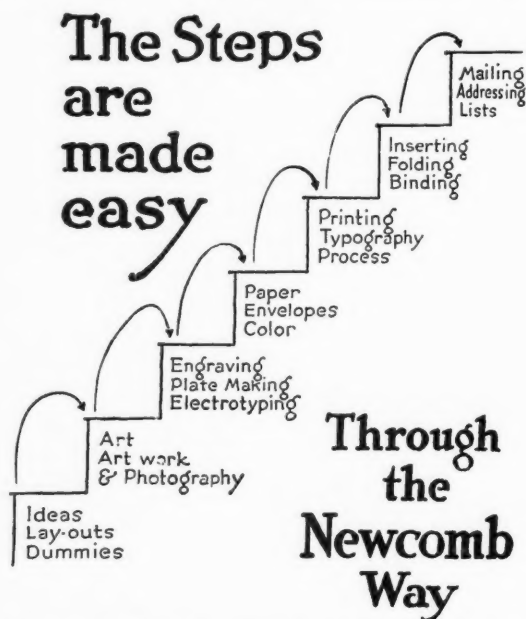 The Steps
are
made
easy
Mailing
Addressing
Lists
Inserting
Folding
Binding
Printing
Typography
Process
Paper
Envelopes
Color
Engraving
Plate Making
Electrotyping
Art
Art work
& Photography
Ideas
Lay-outs
Dummies
Through
the
Newcomb
Way